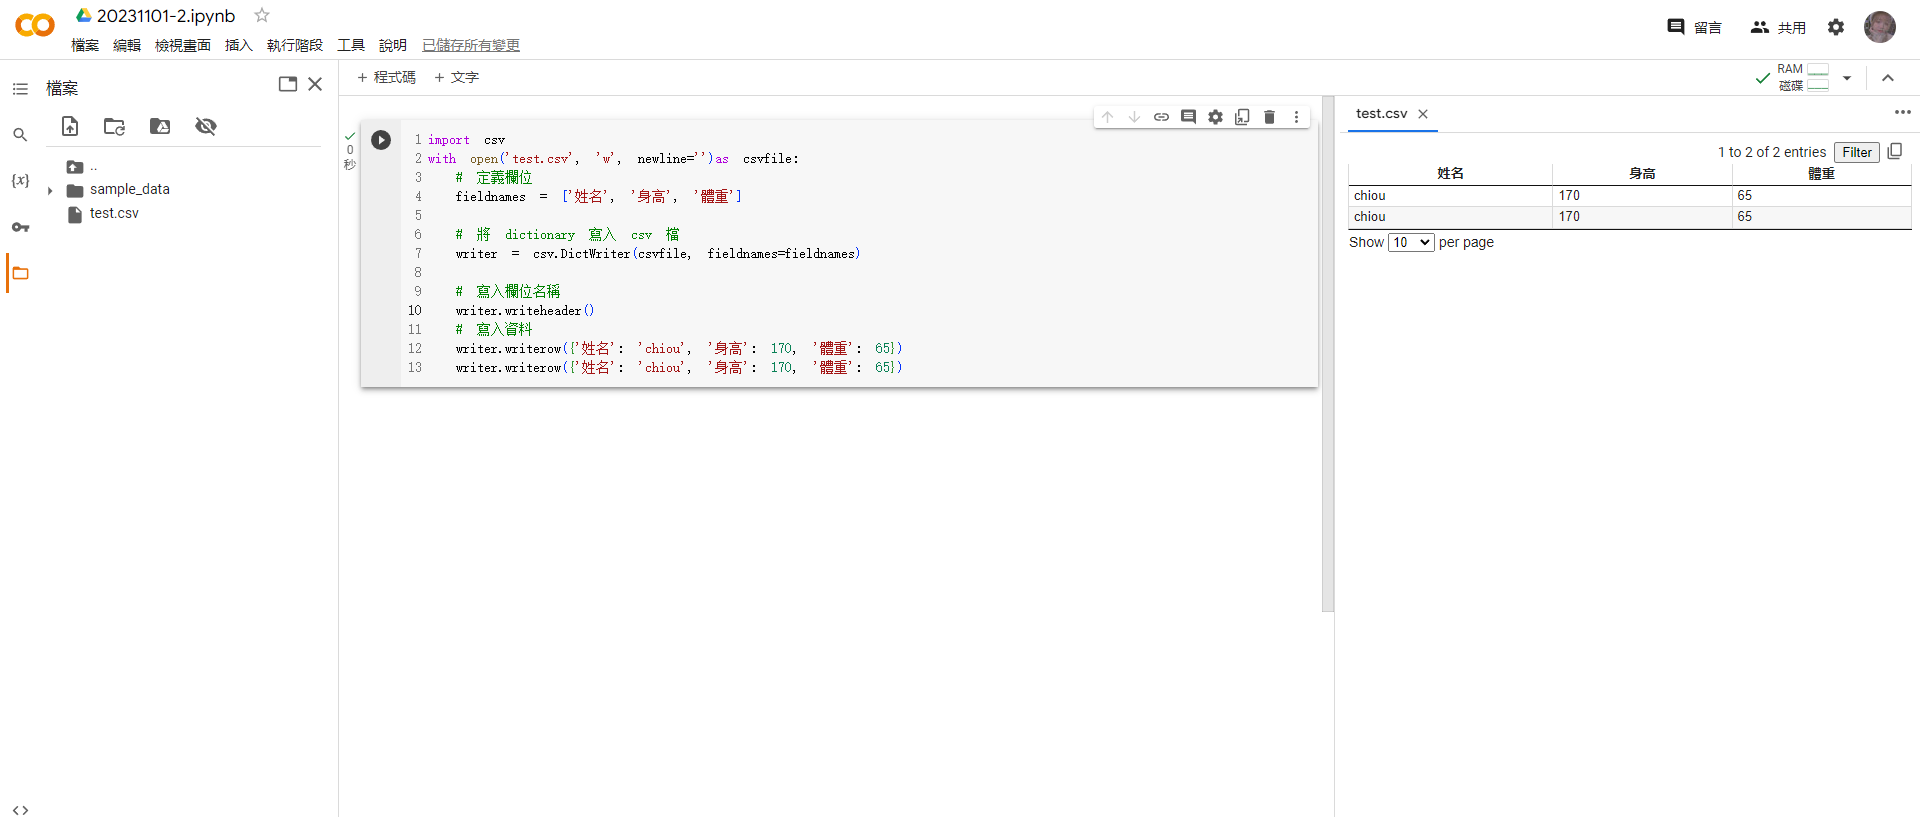 20231101-2.ipynb
檔案 編輯 檢視畫面 插入 執行階段 工具 說明 已儲存所有變更
留言 共用
檔案
+ 程式碼 + 文字
RAM
磁碟
..
sample_data
test.csv
{x}
0
秒
1 import csv
2 with open('test.csv', 'w', newline='')as csvfile:
3 # 定義欄位
4 fieldnames = ['姓名', '身高', '體重']
5
6 # 將 dictionary 寫入 csv 檔
7 writer = csv.DictWriter(csvfile, fieldnames=fieldnames)
8
9 # 寫入欄位名稱
10 writer.writeheader()
11 # 寫入資料
12 writer.writerow({'姓名': 'chiou', '身高': 170, '體重': 65})
13 writer.writerow({'姓名': 'chiou', '身高': 170, '體重': 65})
test.csv
1 to 2 of 2 entries Filter
姓名 身高 體重
chiou 170 65
chiou 170 65
Show 10 per page